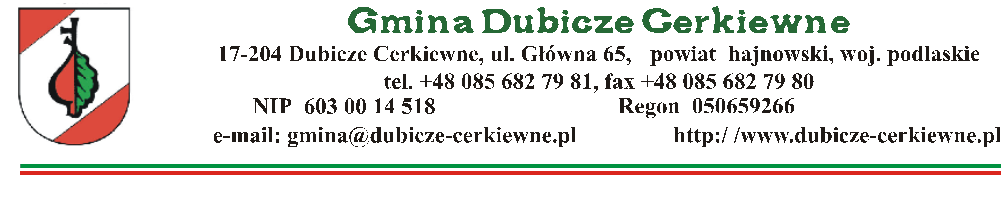 Gmina Dubicze Cerkiewne
17-204 Dubicze Cerkiewne, ul. Główna 65, powiat hajnowski, woj. podlaskie
tel. +48 085 682 79 81, fax +48 085 682 79 80
NIP 603 00 14 518 Regon 050659266
e-mail: gmina@dubicze-cerkiewne.pl http:/ /www.dubicze-cerkiewne.pl